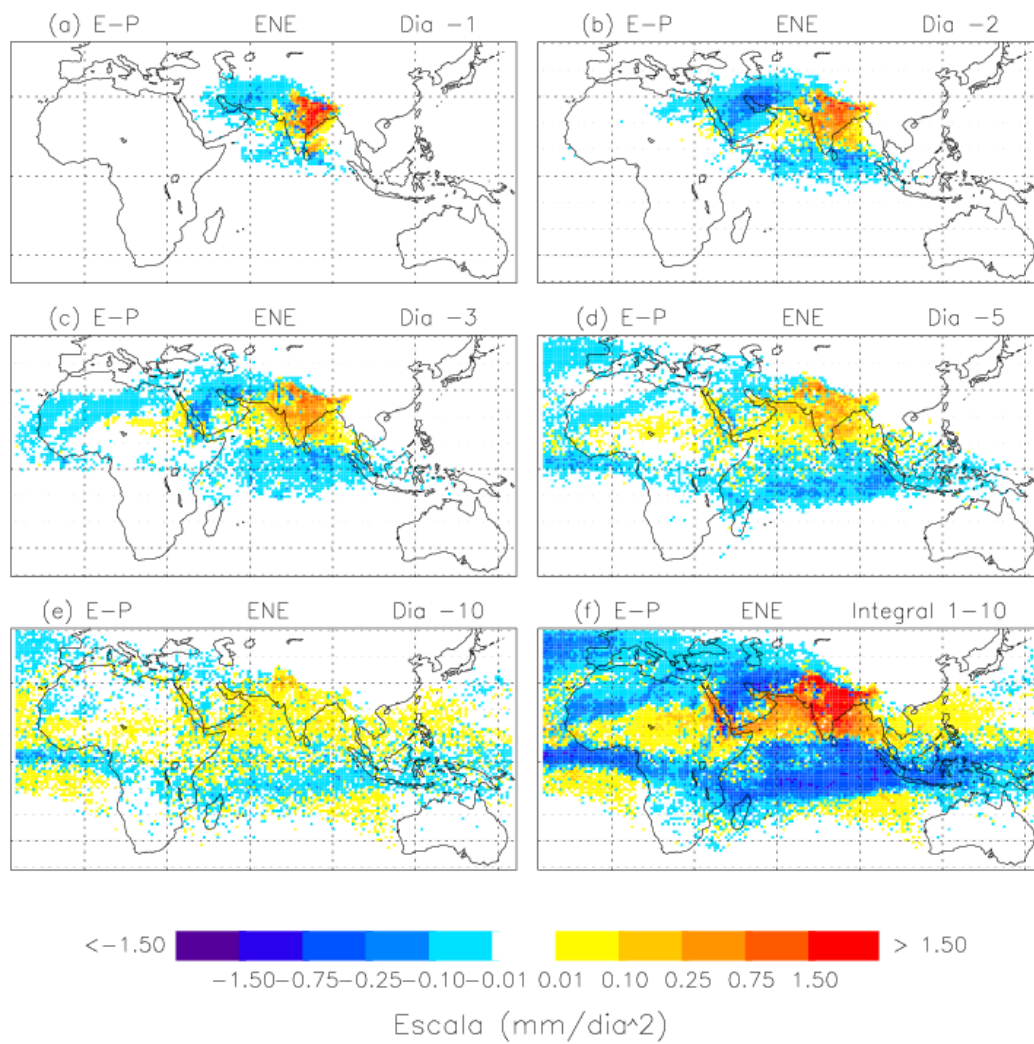 (a) E-P ENE Dia -1
(b) E-P ENE Dia -2
(c) E-P ENE Dia -3
(d) E-P ENE Dia -5
(e) E-P ENE Dia -10
(f) E-P ENE Integral 1-10
<-1.50 > 1.50
-1.50-0.75-0.25-0.10-0.01 0.01 0.10 0.25 0.75 1.50
Escala (mm/dia^2)